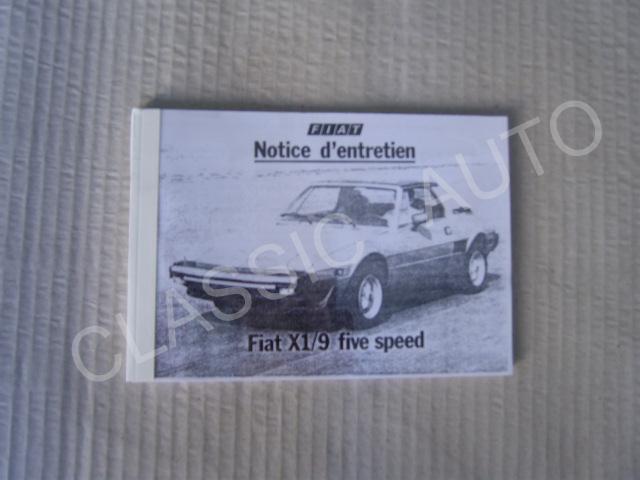 FIAT
Notice d'entretien
Fiat X1/9 five speed
© CLASSIC AUTO